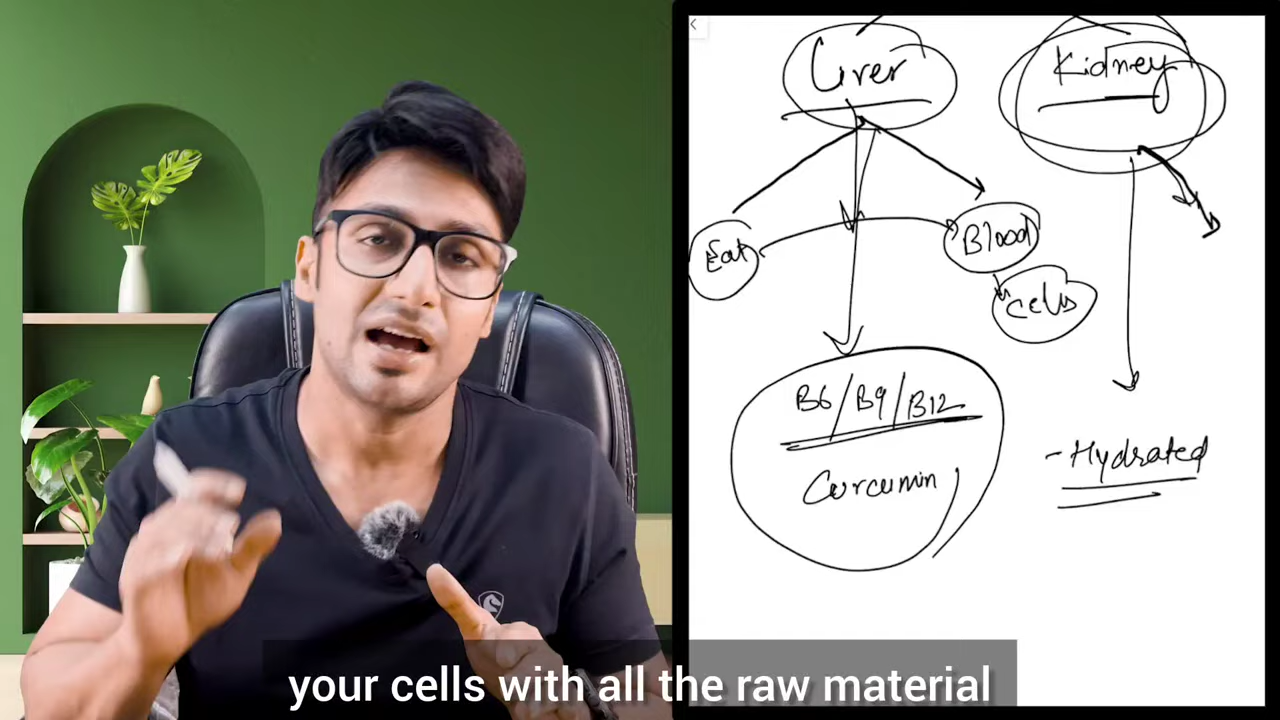 Liver
Kidney
Eat
Blood
Cells
B6/B9/B12
Curcumin
-Hydrated
your cells with all the raw material